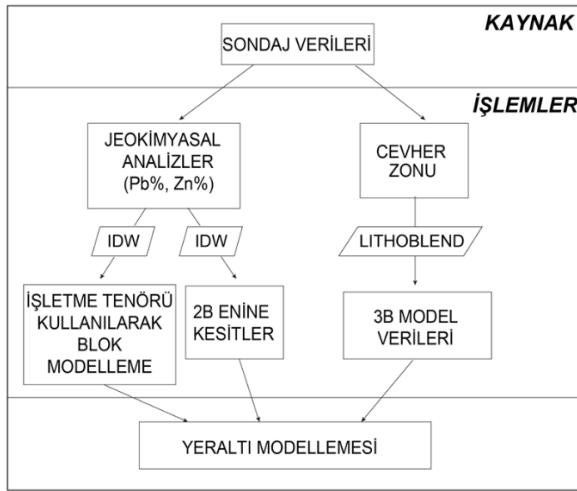 KAYNAK
SONDAJ VERİLERİ
İŞLEMLER
JEOKİMYASAL
ANALİZLER
(Pb%, Zn%)
CEVHER
ZONU
IDW
IDW
LITHOBLEND
İŞLETME TENÖRÜ
KULLANILARAK
BLOK
MODELLEME
2B ENİNE
KESİTLER
3B MODEL
VERİLERİ
YERALTI MODELLEMESİ